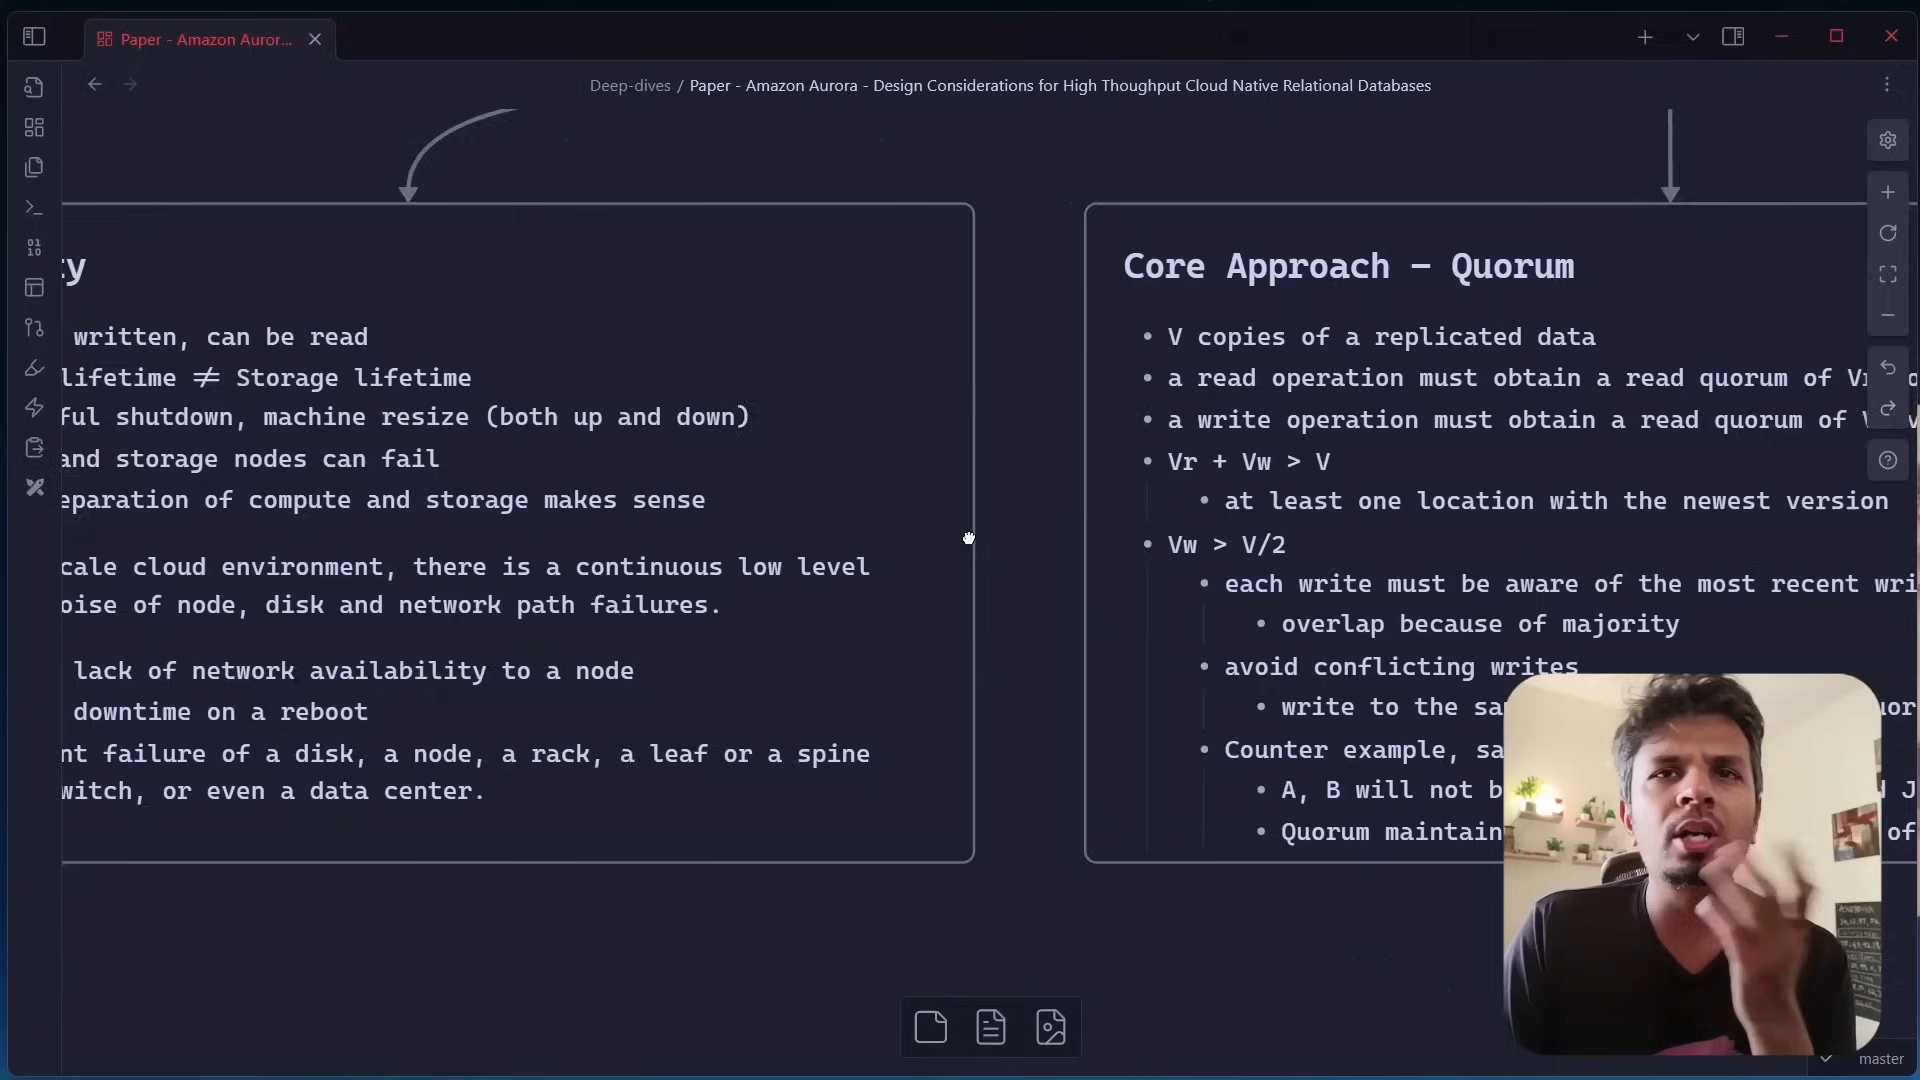 Paper - Amazon Auror...
Deep-dives / Paper - Amazon Aurora - Design Considerations for High Thoughput Cloud Native Relational Databases
ty
written, can be read
lifetime ≠ Storage lifetime
ful shutdown, machine resize (both up and down)
and storage nodes can fail
eparation of compute and storage makes sense
cale cloud environment, there is a continuous low level
oise of node, disk and network path failures.
lack of network availability to a node
downtime on a reboot
nt failure of a disk, a node, a rack, a leaf or a spine
witch, or even a data center.
Core Approach - Quorum
• V copies of a replicated data
• a read operation must obtain a read quorum of Vr
• a write operation must obtain a read quorum of
• Vr + Vw > V
• at least one location with the newest version
• Vw > V/2
• each write must be aware of the most recent wri
• overlap because of majority
• avoid conflicting writes
• write to the sa
• Counter example, sa
• A, B will not b
• Quorum maintain
of
master